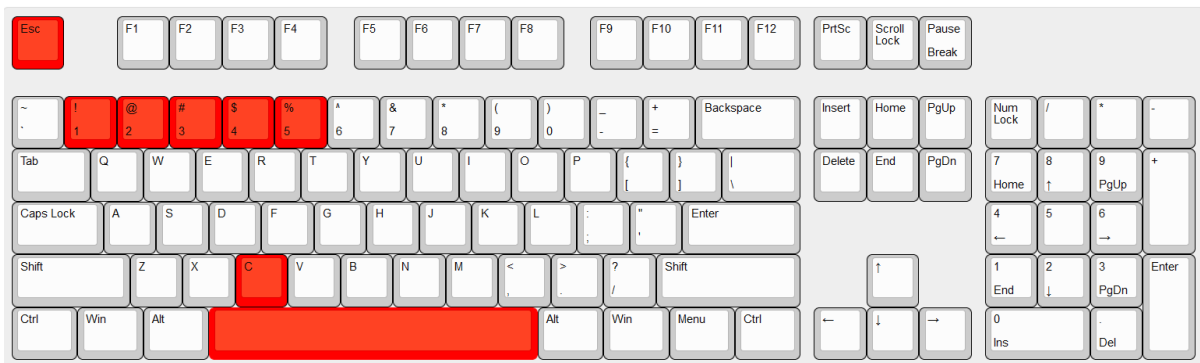 Esc F1 F2 F3 F4 F5 F6 F7 F8 F9 F10 F11 F12 PrtSc Scroll Lock Pause Break
~ ` ! 1 @ 2 # 3 $ 4 % 5 ^ 6 & 7 * 8 ( 9 ) 0 _ - + = Backspace Insert Home PgUp Num Lock / * -
Tab Q W E R T Y U I O P { [ } ] | \ Delete End PgDn 7 Home 8 ↑ 9 PgUp +
Caps Lock A S D F G H J K L : ; " ' Enter 4 ← 5 6 →
Shift Z X C V B N M < , > . ? / Shift ↑ 1 End 2 ↓ 3 PgDn Enter
Ctrl Win Alt Alt Win Menu Ctrl ← ↓ → 0 Ins . Del